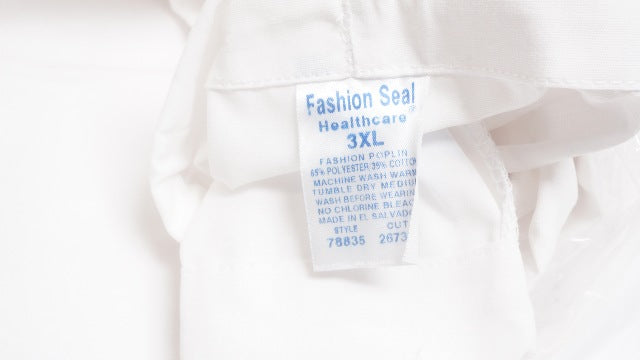 Fashion Seal®
Healthcare
3XL
FASHION POPLIN
65% POLYESTER 35% COTTON
MACHINE WASH WARM
TUMBLE DRY MEDIU
WASH BEFORE WEARIN
NO CHLORINE BLEAC
MADE IN EL SALVADO
STYLE CUT
78835 2673